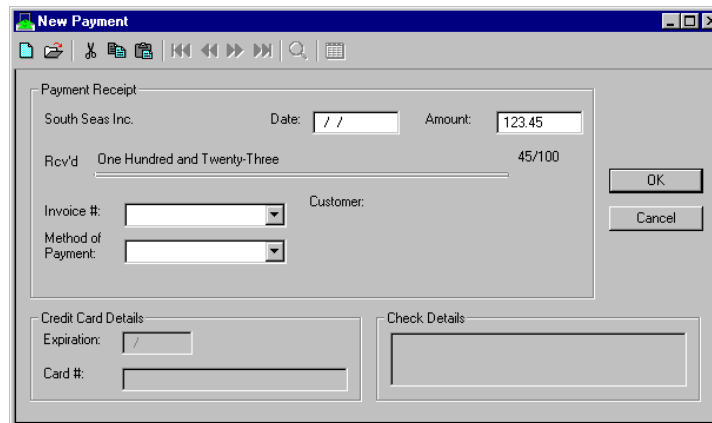 New Payment
Payment Receipt
South Seas Inc. Date: / / Amount: 123.45
Rcv'd One Hundred and Twenty-Three 45/100
OK
Invoice #: Customer:
Cancel
Method of
Payment:
Credit Card Details Check Details
Expiration: /
Card #: